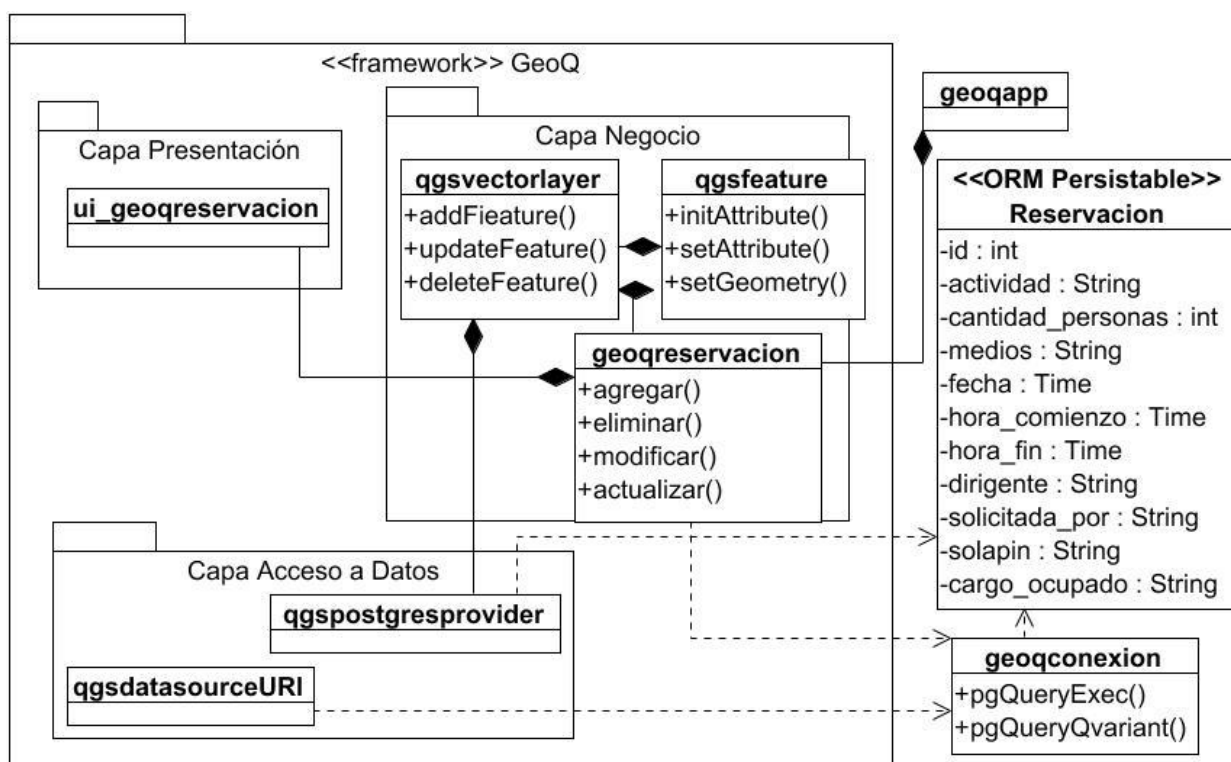 <<framework>> GeoQ
Capa Presentación
ui_geoqreservacion
Capa Negocio
qgsvectorlayer
+addFieature()
+updateFeature()
+deleteFeature()
qgsfeature
+initAttribute()
+setAttribute()
+setGeometry()
geoqreservacion
+agregar()
+eliminar()
+modificar()
+actualizar()
Capa Acceso a Datos
qgspostgresprovider
qgsdatasourceURI
geoqapp
<<ORM Persistable>>
Reservacion
-id : int
-actividad : String
-cantidad_personas : int
-medios : String
-fecha : Time
-hora_comienzo : Time
-hora_fin : Time
-dirigente : String
-solicitada_por : String
-solapin : String
-cargo_ocupado : String
geoqconexion
+pgQueryExec()
+pgQueryQvariant()